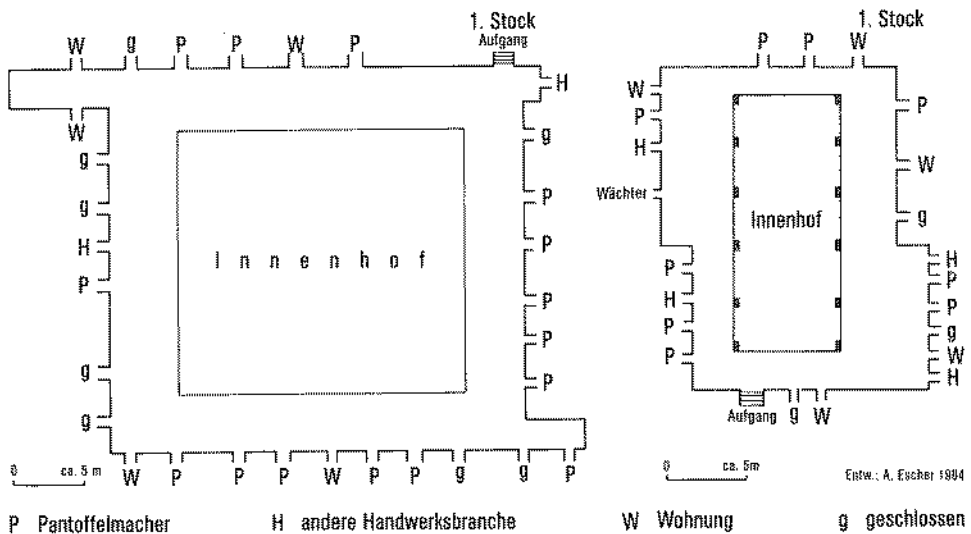 1. Stock
Aufgang
W g P P W P
H
W
g
g
g
P
g
P
H
Innenhof
P
P
P
g
P
g
P
W P P P W P P g g P
0 ca. 5 m
1. Stock
P P W
W
P
P
H
W
Wächter
g
Innenhof
P
H
P
H
P
P
P
g
W
P
H
Aufgang
g W
0 ca. 5m
Entw.: A. Escher 1984
P Pantoffelmacher H andere Handwerksbranche W Wohnung g geschlossen